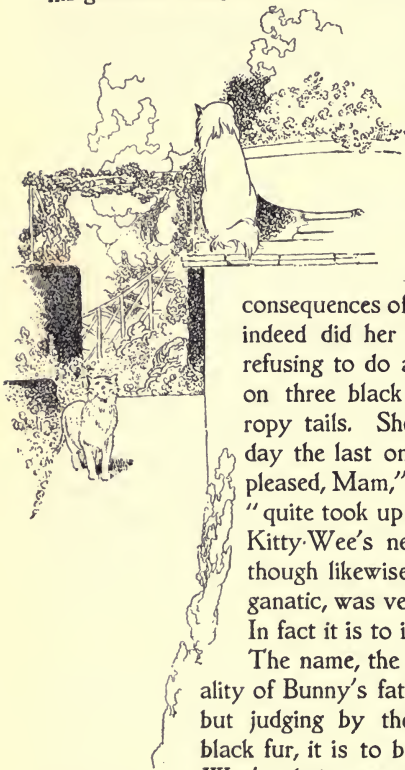 consequences of
indeed did her
refusing to do a
on three black
ropy tails. She
day the last or
pleased, Mam,"
"quite took up
Kitty-Wee's ne
though likewise
ganatic, was ve
In fact it is to i
The name, the
ality of Bunny's fat
but judging by the
black fur, it is to b